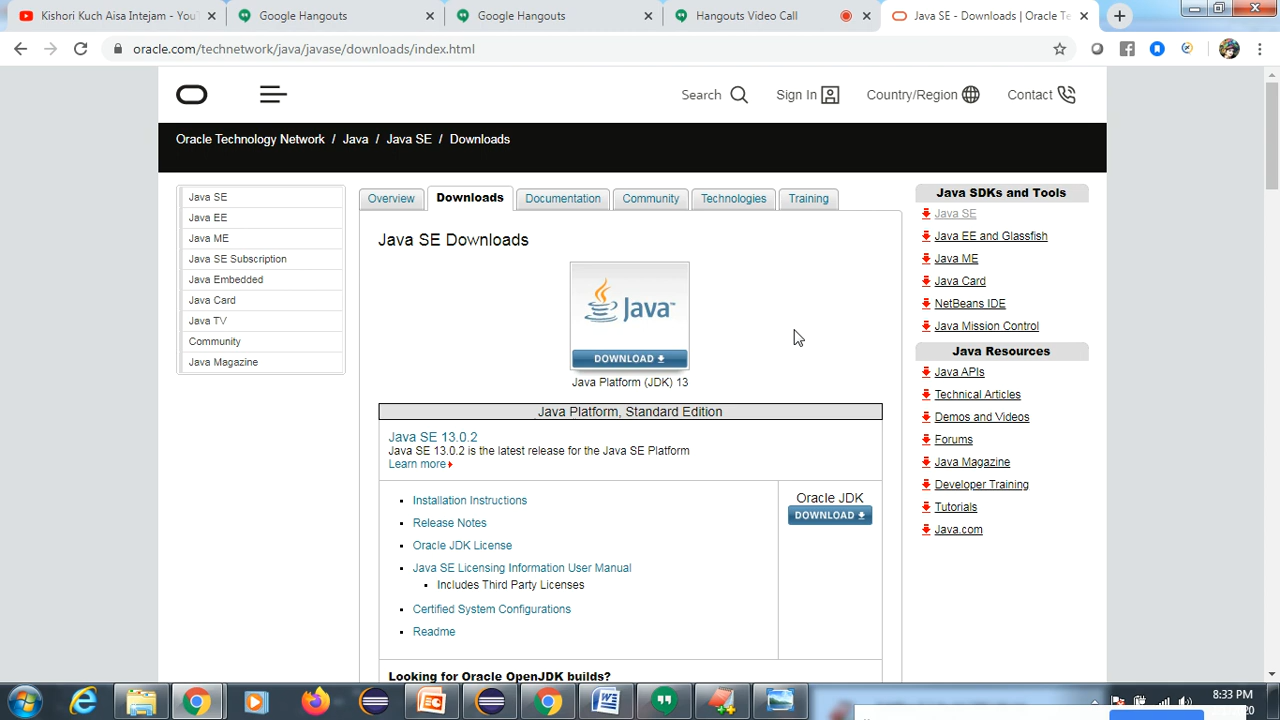 Kishori Kuch Aisa Intejam - You
Google Hangouts
Google Hangouts
Hangouts Video Call
Java SE - Downloads | Oracle Te
oracle.com/technetwork/java/javase/downloads/index.html
Search
Sign In
Country/Region
Contact
Oracle Technology Network / Java / Java SE / Downloads
Java SE
Java EE
Java ME
Java SE Subscription
Java Embedded
Java Card
Java TV
Community
Java Magazine
Overview
Downloads
Documentation
Community
Technologies
Training
Java SE Downloads
Java™
DOWNLOAD
Java Platform (JDK) 13
Java Platform, Standard Edition
Java SE 13.0.2
Java SE 13.0.2 is the latest release for the Java SE Platform
Learn more
Installation Instructions
Release Notes
Oracle JDK License
Java SE Licensing Information User Manual
Includes Third Party Licenses
Certified System Configurations
Readme
Oracle JDK
DOWNLOAD
Looking for Oracle OpenJDK builds?
Java SDKs and Tools
Java SE
Java EE and Glassfish
Java ME
Java Card
NetBeans IDE
Java Mission Control
Java Resources
Java APIs
Technical Articles
Demos and Videos
Forums
Java Magazine
Developer Training
Tutorials
Java.com
8:33 PM